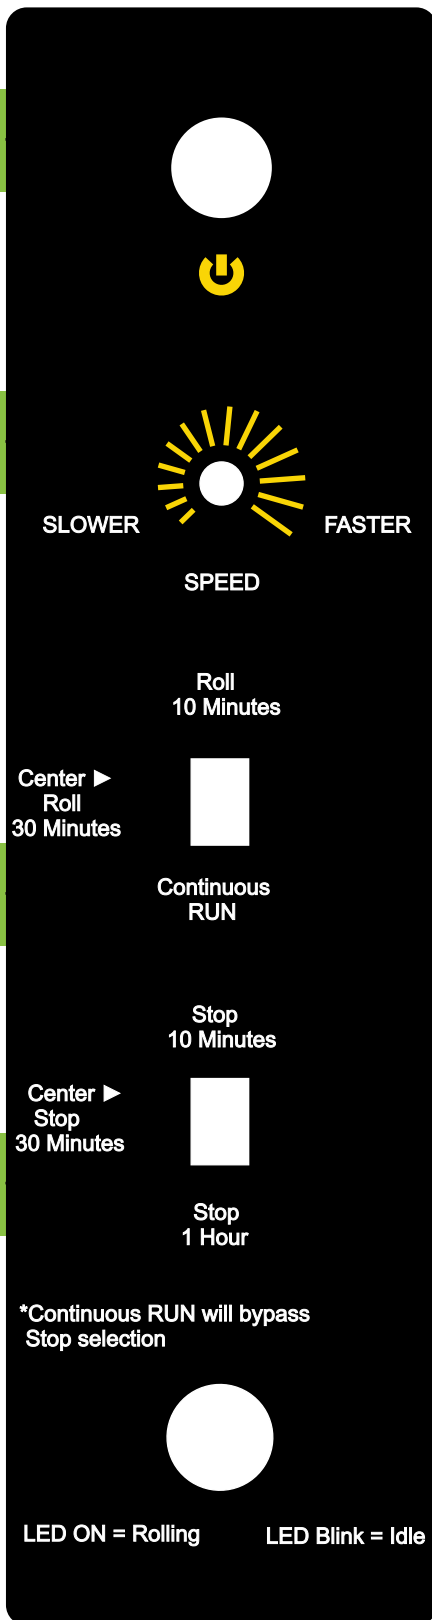 SLOWER
FASTER
SPEED
Roll
10 Minutes
Center ►
Roll
30 Minutes
Continuous
RUN
Stop
10 Minutes
Center ►
Stop
30 Minutes
Stop
1 Hour
*Continuous RUN will bypass
Stop selection
LED ON = Rolling
LED Blink = Idle